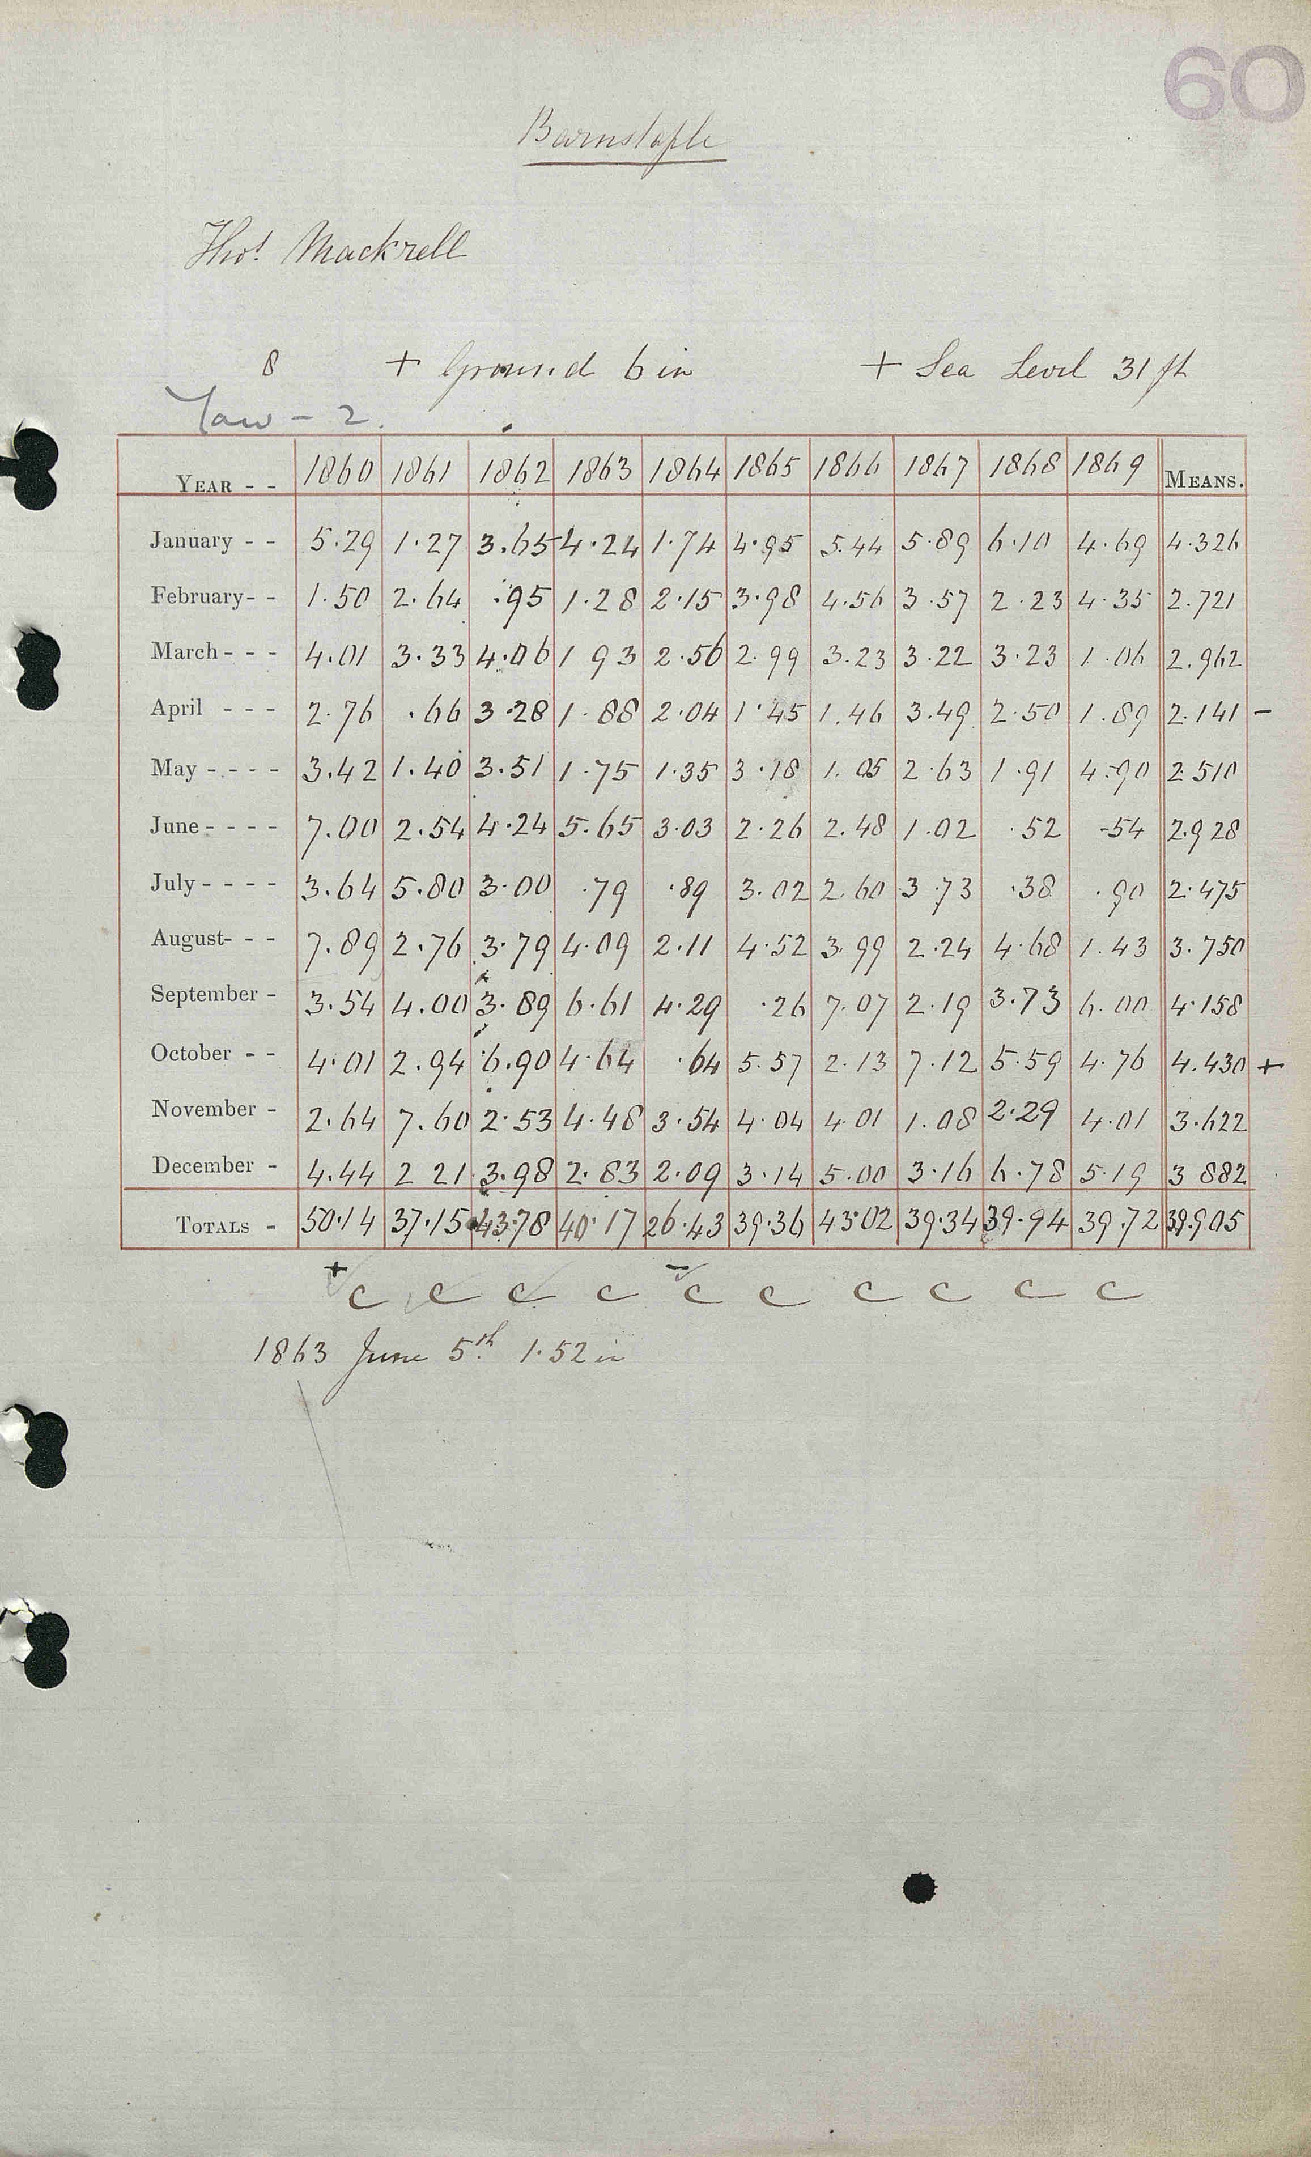 60
Barnstaple
Thos. Mackrell
8 + Ground 6 in + Sea Level 31 ft
Taw - 2.
YEAR - - 1860 1861 1862 1863 1864 1865 1866 1867 1868 1869 MEANS.
January - - 5.29 1.27 3.65 4.24 1.74 4.95 5.44 5.89 6.10 4.69 4.326
February - - 1.50 2.64 .95 1.28 2.15 3.98 4.56 3.57 2.23 4.35 2.721
March - - - 4.01 3.33 4.06 1 93 2.56 2.99 3.23 3.22 3.23 1.06 2.962
April - - - 2.76 .66 3.28 1.88 2.04 1.45 1.46 3.49 2.50 1.89 2.141 -
May - - - - 3.42 1.40 3.51 1.75 1.35 3.18 1.05 2.63 1.91 4.90 2.510
June - - - - 7.00 2.54 4.24 5.65 3.03 2.26 2.48 1.02 .52 .54 2.928
July - - - - 3.64 5.80 3.00 .79 .89 3.02 2.60 3.73 .38 .90 2.475
August - - - 7.89 2.76 3.79 4.09 2.11 4.52 3.99 2.24 4.68 1.43 3.750
September - 3.54 4.00 3.89 6.61 4.29 .26 7.07 2.19 3.73 6.00 4.158
October - - 4.01 2.94 6.90 4.64 .64 5.57 2.13 7.12 5.59 4.76 4.430 +
November - 2.64 7.60 2.53 4.48 3.54 4.04 4.01 1.08 2.29 4.01 3.622
December - 4.44 2 21 3.98 2.83 2.09 3.14 5.00 3.16 6.78 5.19 3 882
TOTALS - 50.14 37.15 43.78 40.17 26.43 39.36 43.02 39.34 39.94 39.72 39.905
+ -
c c c c c c c c c c
1863 June 5th 1.52 in